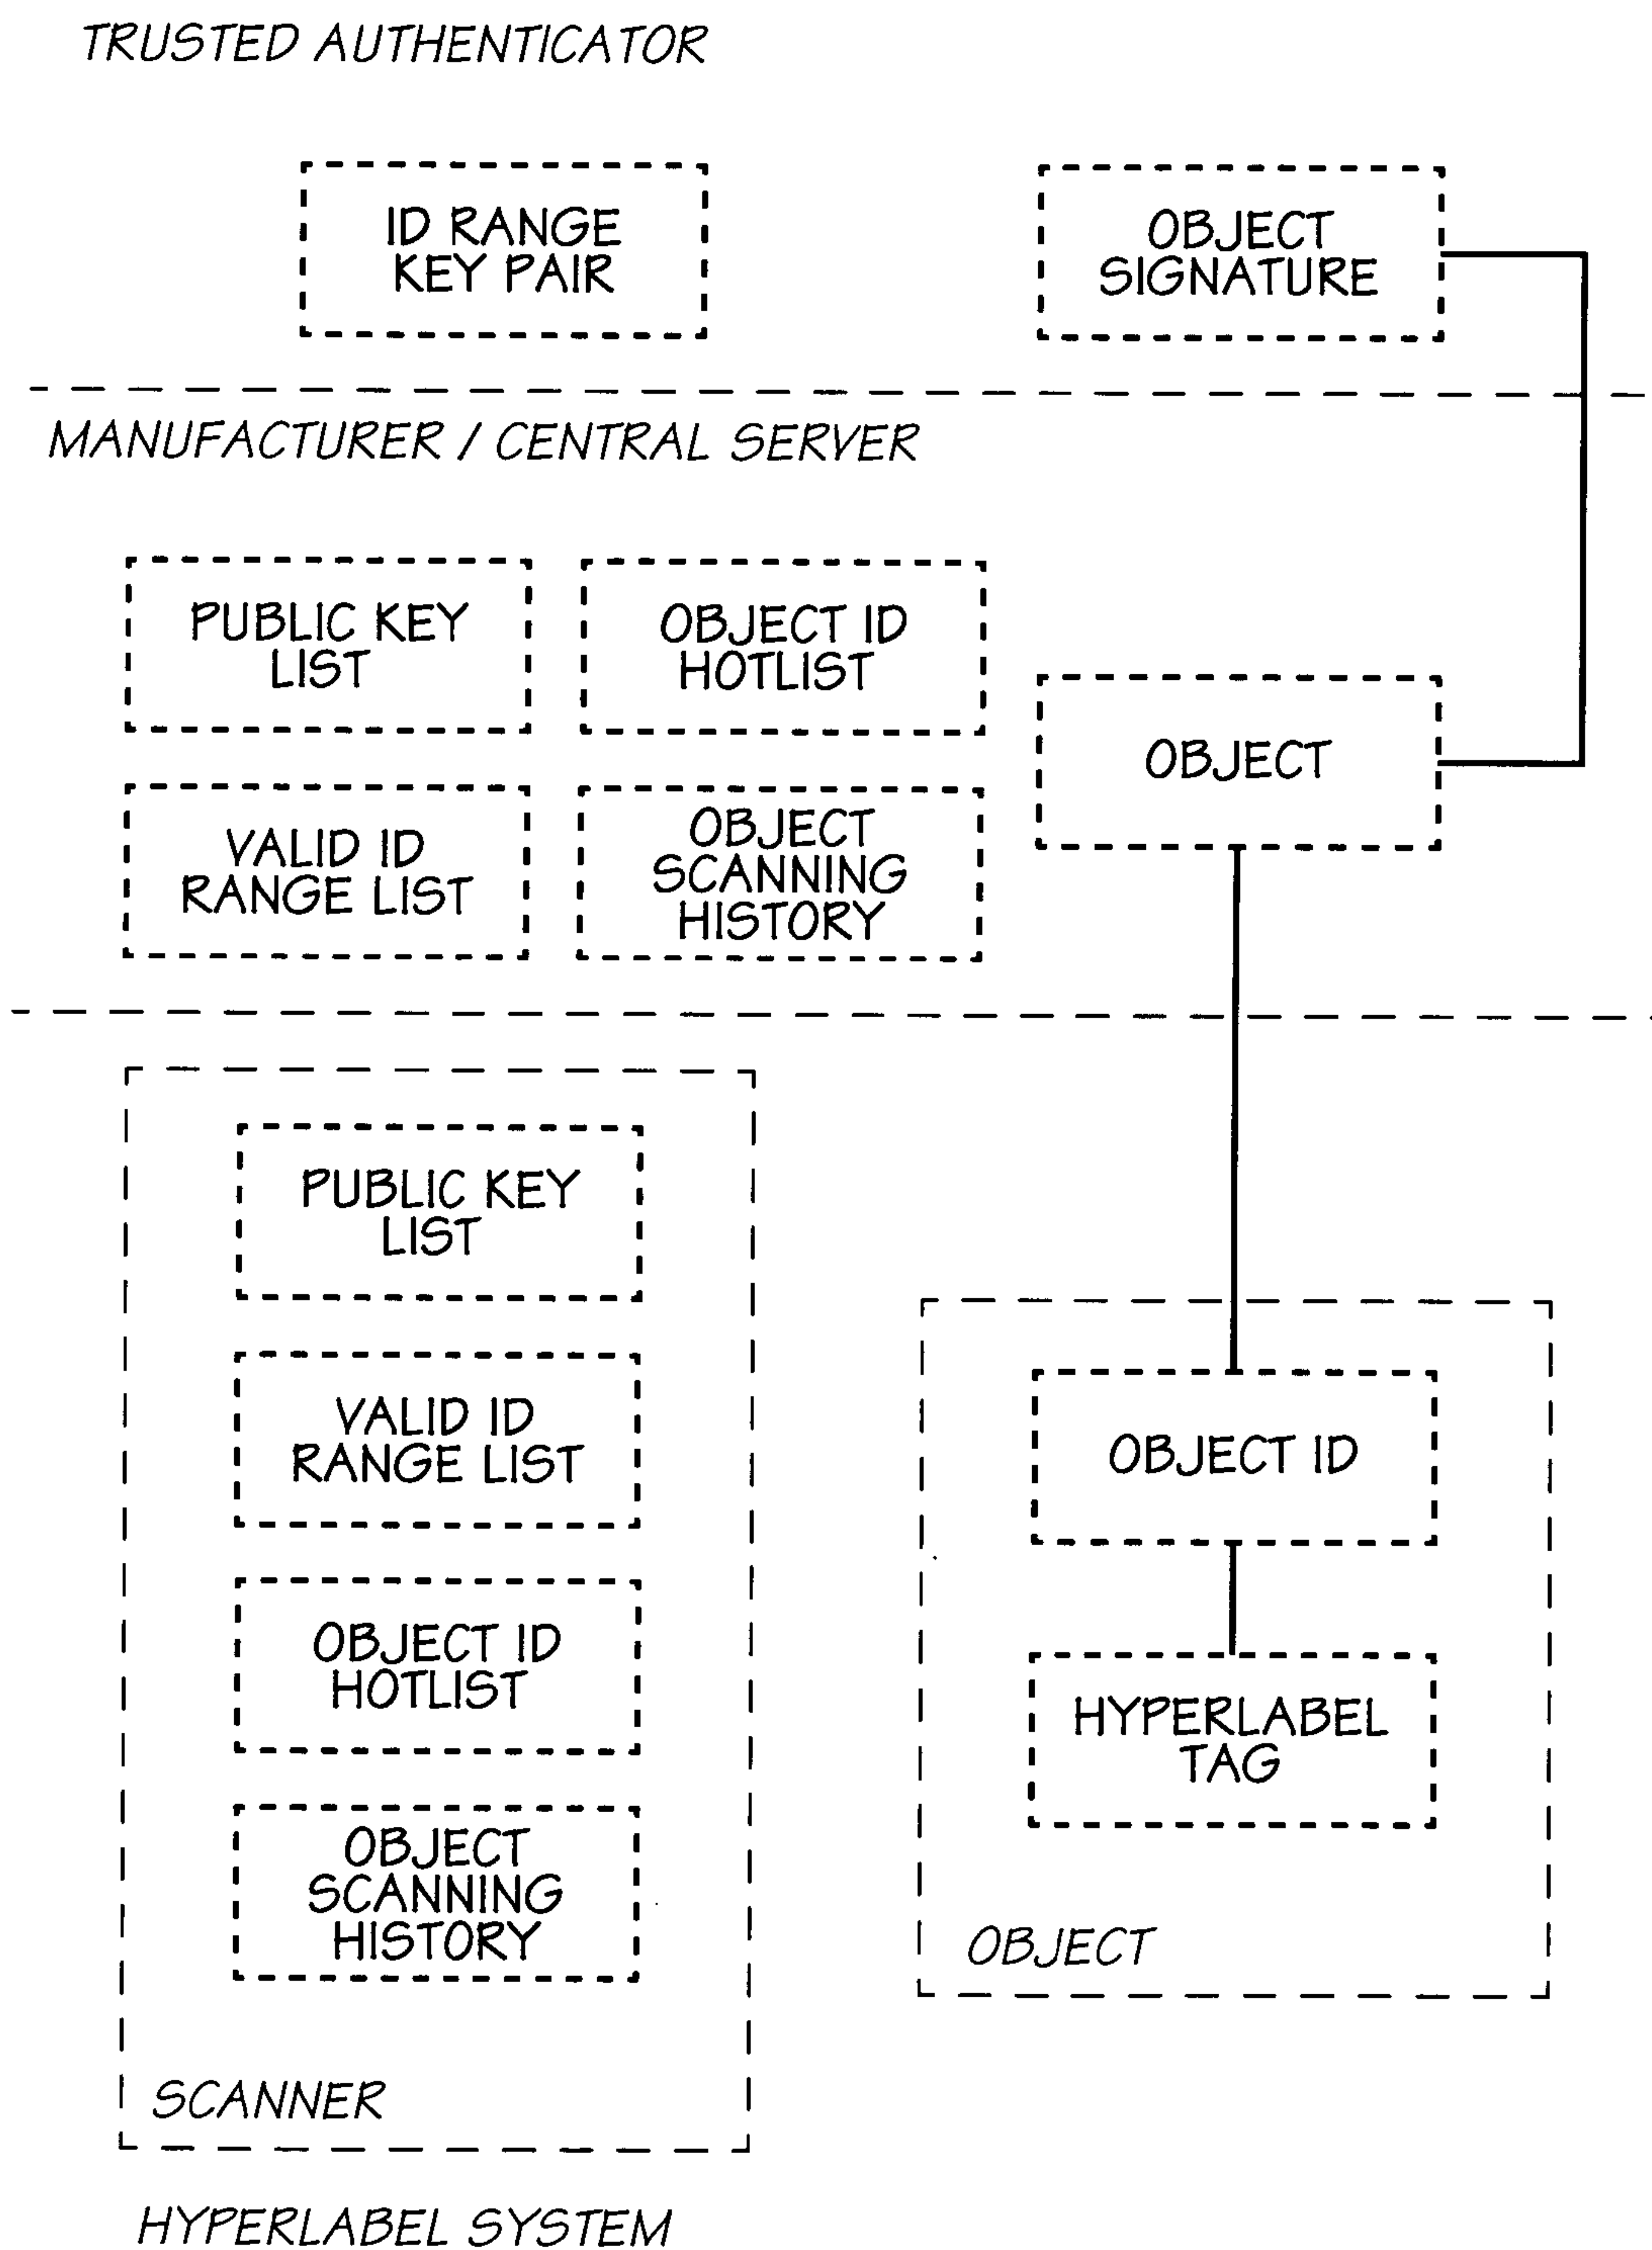 TRUSTED AUTHENTICATOR
ID RANGE
KEY PAIR
OBJECT
SIGNATURE
MANUFACTURER / CENTRAL SERVER
PUBLIC KEY
LIST
OBJECT ID
HOTLIST
OBJECT
VALID ID
RANGE LIST
OBJECT
SCANNING
HISTORY
PUBLIC KEY
LIST
VALID ID
RANGE LIST
OBJECT ID
HOTLIST
OBJECT
SCANNING
HISTORY
SCANNER
OBJECT ID
HYPERLABEL
TAG
OBJECT
HYPERLABEL SYSTEM